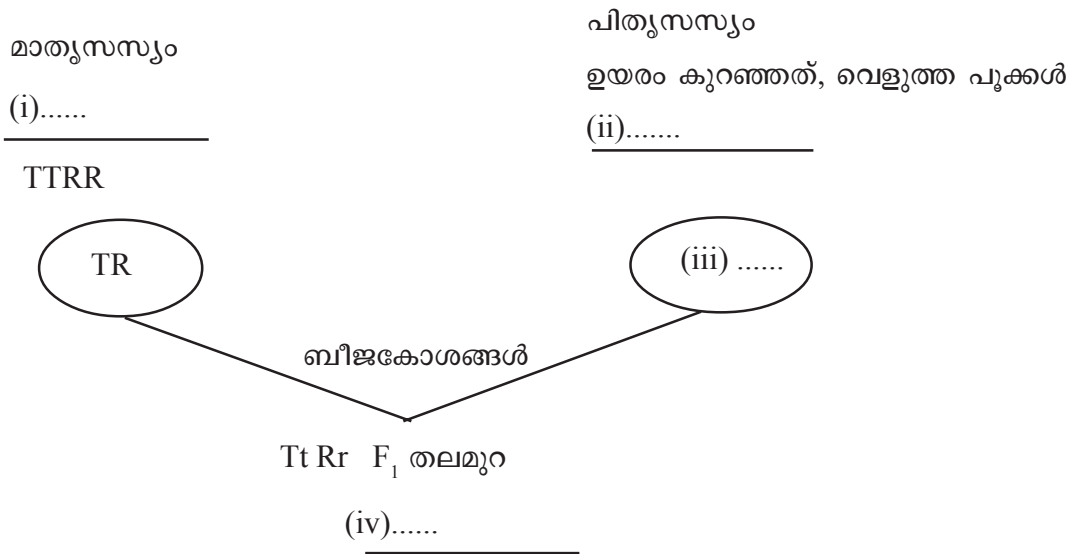 മാതൃസസ്യം
(i)......
TTRR
TR
പിതൃസസ്യം
ഉയരം കുറഞ്ഞത്, വെളുത്ത പൂക്കൾ
(ii).......
(iii) ......
ബീജകോശങ്ങൾ
Tt Rr F₁ തലമുറ
(iv)......